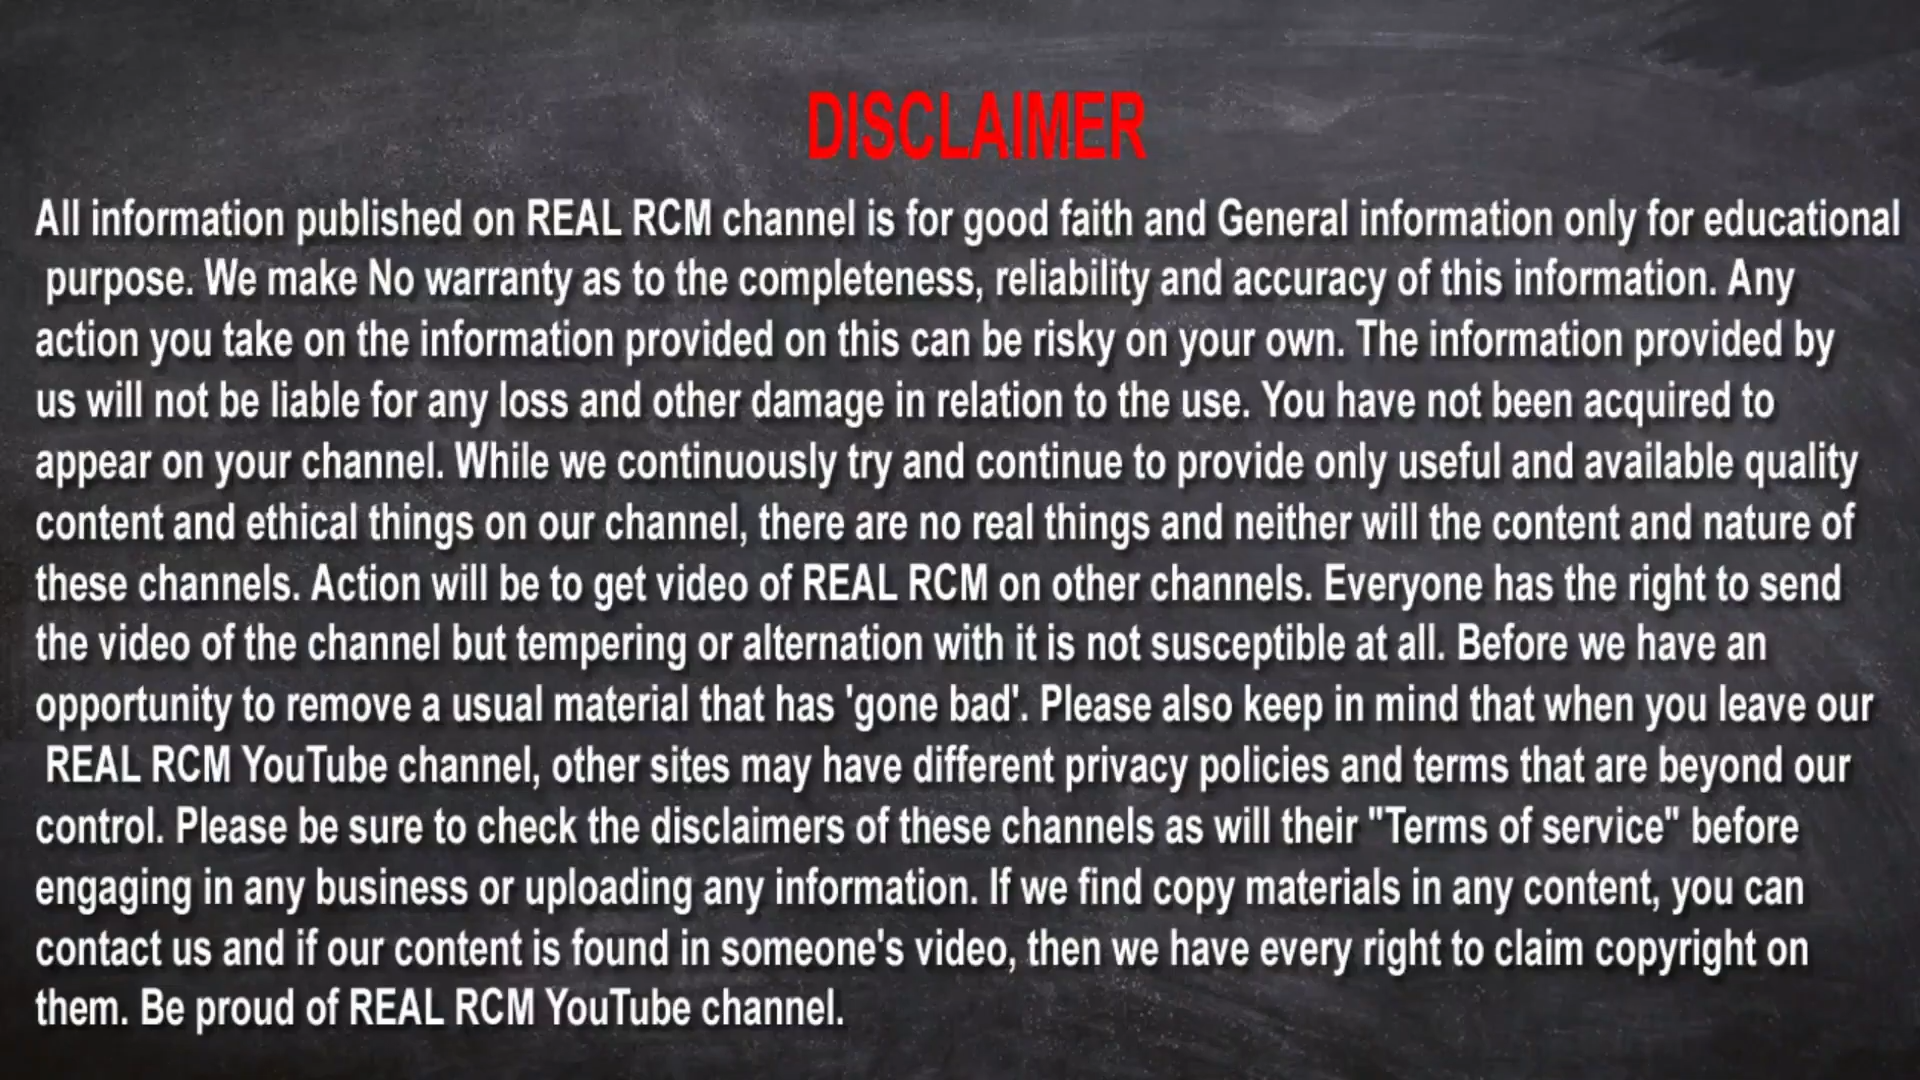 DISCLAIMER
All information published on REAL RCM channel is for good faith and General information only for educational
purpose. We make No warranty as to the completeness, reliability and accuracy of this information. Any
action you take on the information provided on this can be risky on your own. The information provided by
us will not be liable for any loss and other damage in relation to the use. You have not been acquired to
appear on your channel. While we continuously try and continue to provide only useful and available quality
content and ethical things on our channel, there are no real things and neither will the content and nature of
these channels. Action will be to get video of REAL RCM on other channels. Everyone has the right to send
the video of the channel but tempering or alternation with it is not susceptible at all. Before we have an
opportunity to remove a usual material that has 'gone bad'. Please also keep in mind that when you leave our
REAL RCM YouTube channel, other sites may have different privacy policies and terms that are beyond our
control. Please be sure to check the disclaimers of these channels as will their "Terms of service" before
engaging in any business or uploading any information. If we find copy materials in any content, you can
contact us and if our content is found in someone's video, then we have every right to claim copyright on
them. Be proud of REAL RCM YouTube channel.